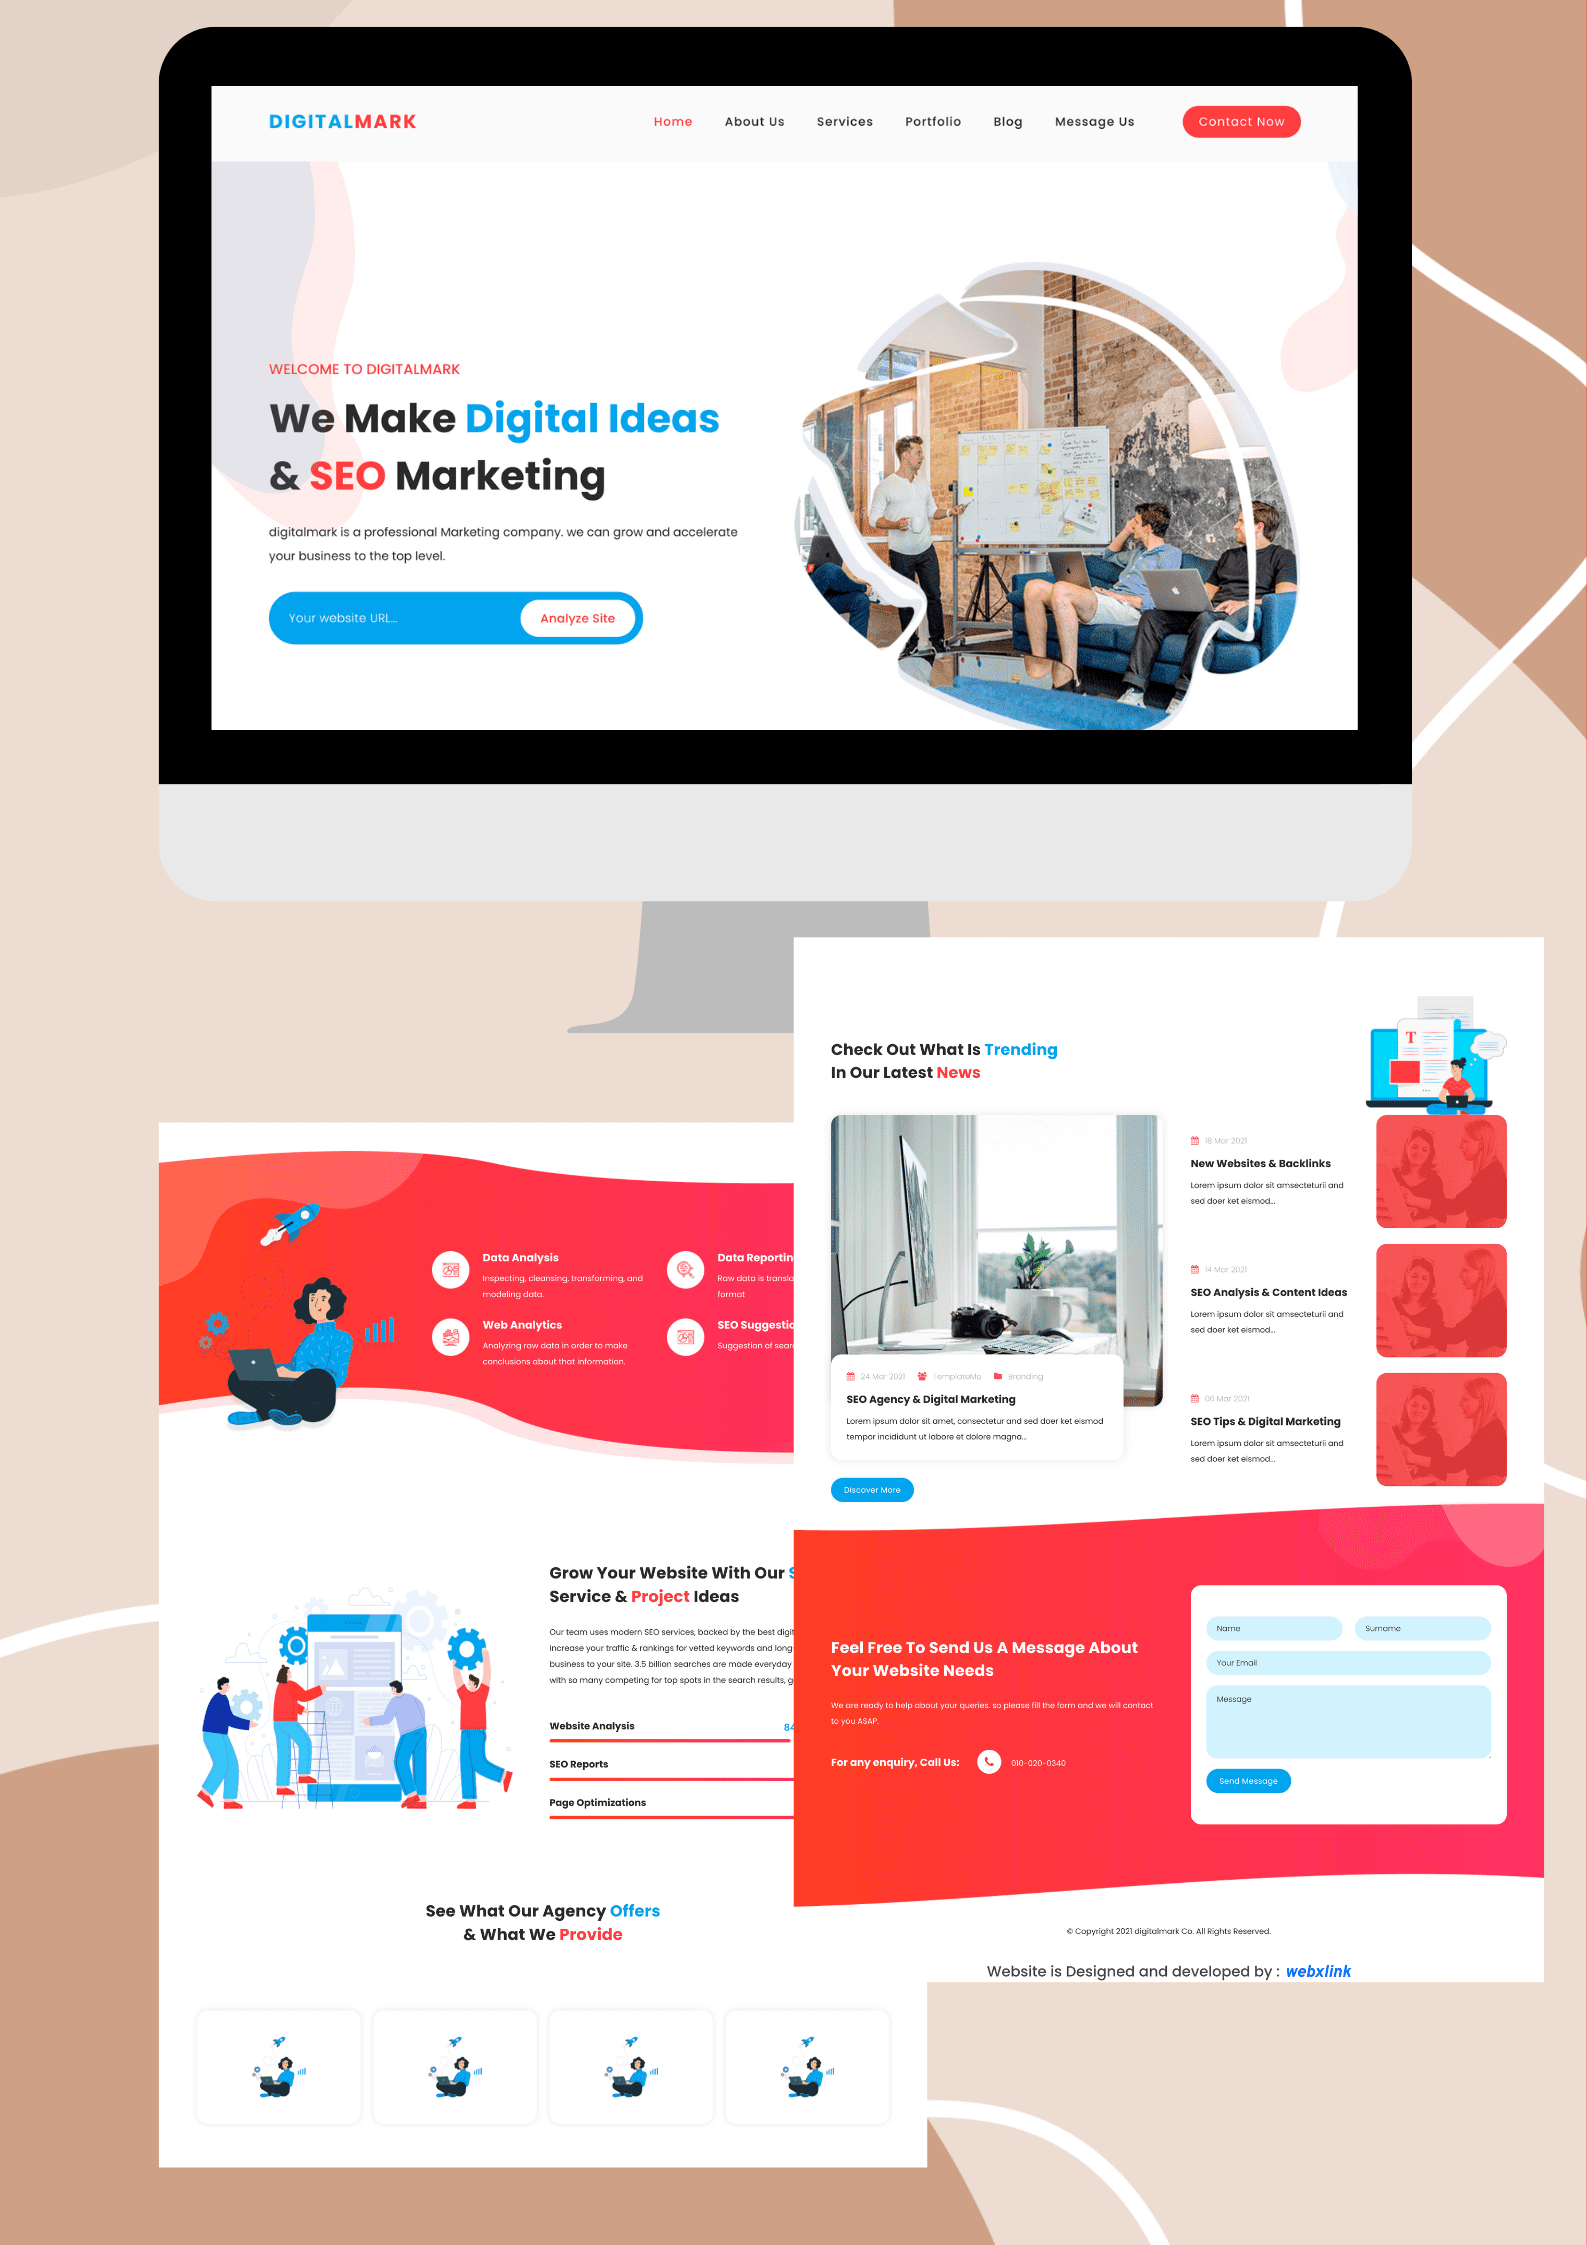 DIGITALMARK
Home
About Us
Services
Portfolio
Blog
Message Us
Contact Now
WELCOME TO DIGITALMARK
We Make Digital Ideas
& SEO Marketing
digitalmark is a professional Marketing company. we can grow and accelerate
your business to the top level.
Your website URL...
Analyze Site
Check Out What Is Trending
In Our Latest News
24 Mar 2021
TemplateMo
Branding
SEO Agency & Digital Marketing
Lorem ipsum dolor sit amet, consectetur and sed doer ket eismod
tempor incididunt ut labore et dolore magna...
Discover More
18 Mar 2021
New Websites & Backlinks
Lorem ipsum dolor sit amsecteturii and
sed doer ket eismod...
14 Mar 2021
SEO Analysis & Content Ideas
Lorem ipsum dolor sit amsecteturii and
sed doer ket eismod...
06 Mar 2021
SEO Tips & Digital Marketing
Lorem ipsum dolor sit amsecteturii and
sed doer ket eismod...
Data Analysis
Inspecting, cleansing, transforming, and
modeling data.
Data Reportin
Raw data is transla
format
Web Analytics
Analyzing raw data in order to make
conclusions about that information.
SEO Suggestio
Suggestion of sear
Grow Your Website With Our S
Service & Project Ideas
Our team uses modern SEO services, backed by the best digit
increase your traffic & rankings for vetted keywords and long
business to your site. 3.5 billion searches are made everyday
with so many competing for top spots in the search results, g
Website Analysis
84
SEO Reports
Page Optimizations
Feel Free To Send Us A Message About
Your Website Needs
We are ready to help about your queries. so please fill the form and we will contact
to you ASAP.
For any enquiry, Call Us:
010-020-0340
Name
Surname
Your Email
Message
Send Message
See What Our Agency Offers
& What We Provide
© Copyright 2021 digitalmark Co. All Rights Reserved.
Website is Designed and developed by : webxlink